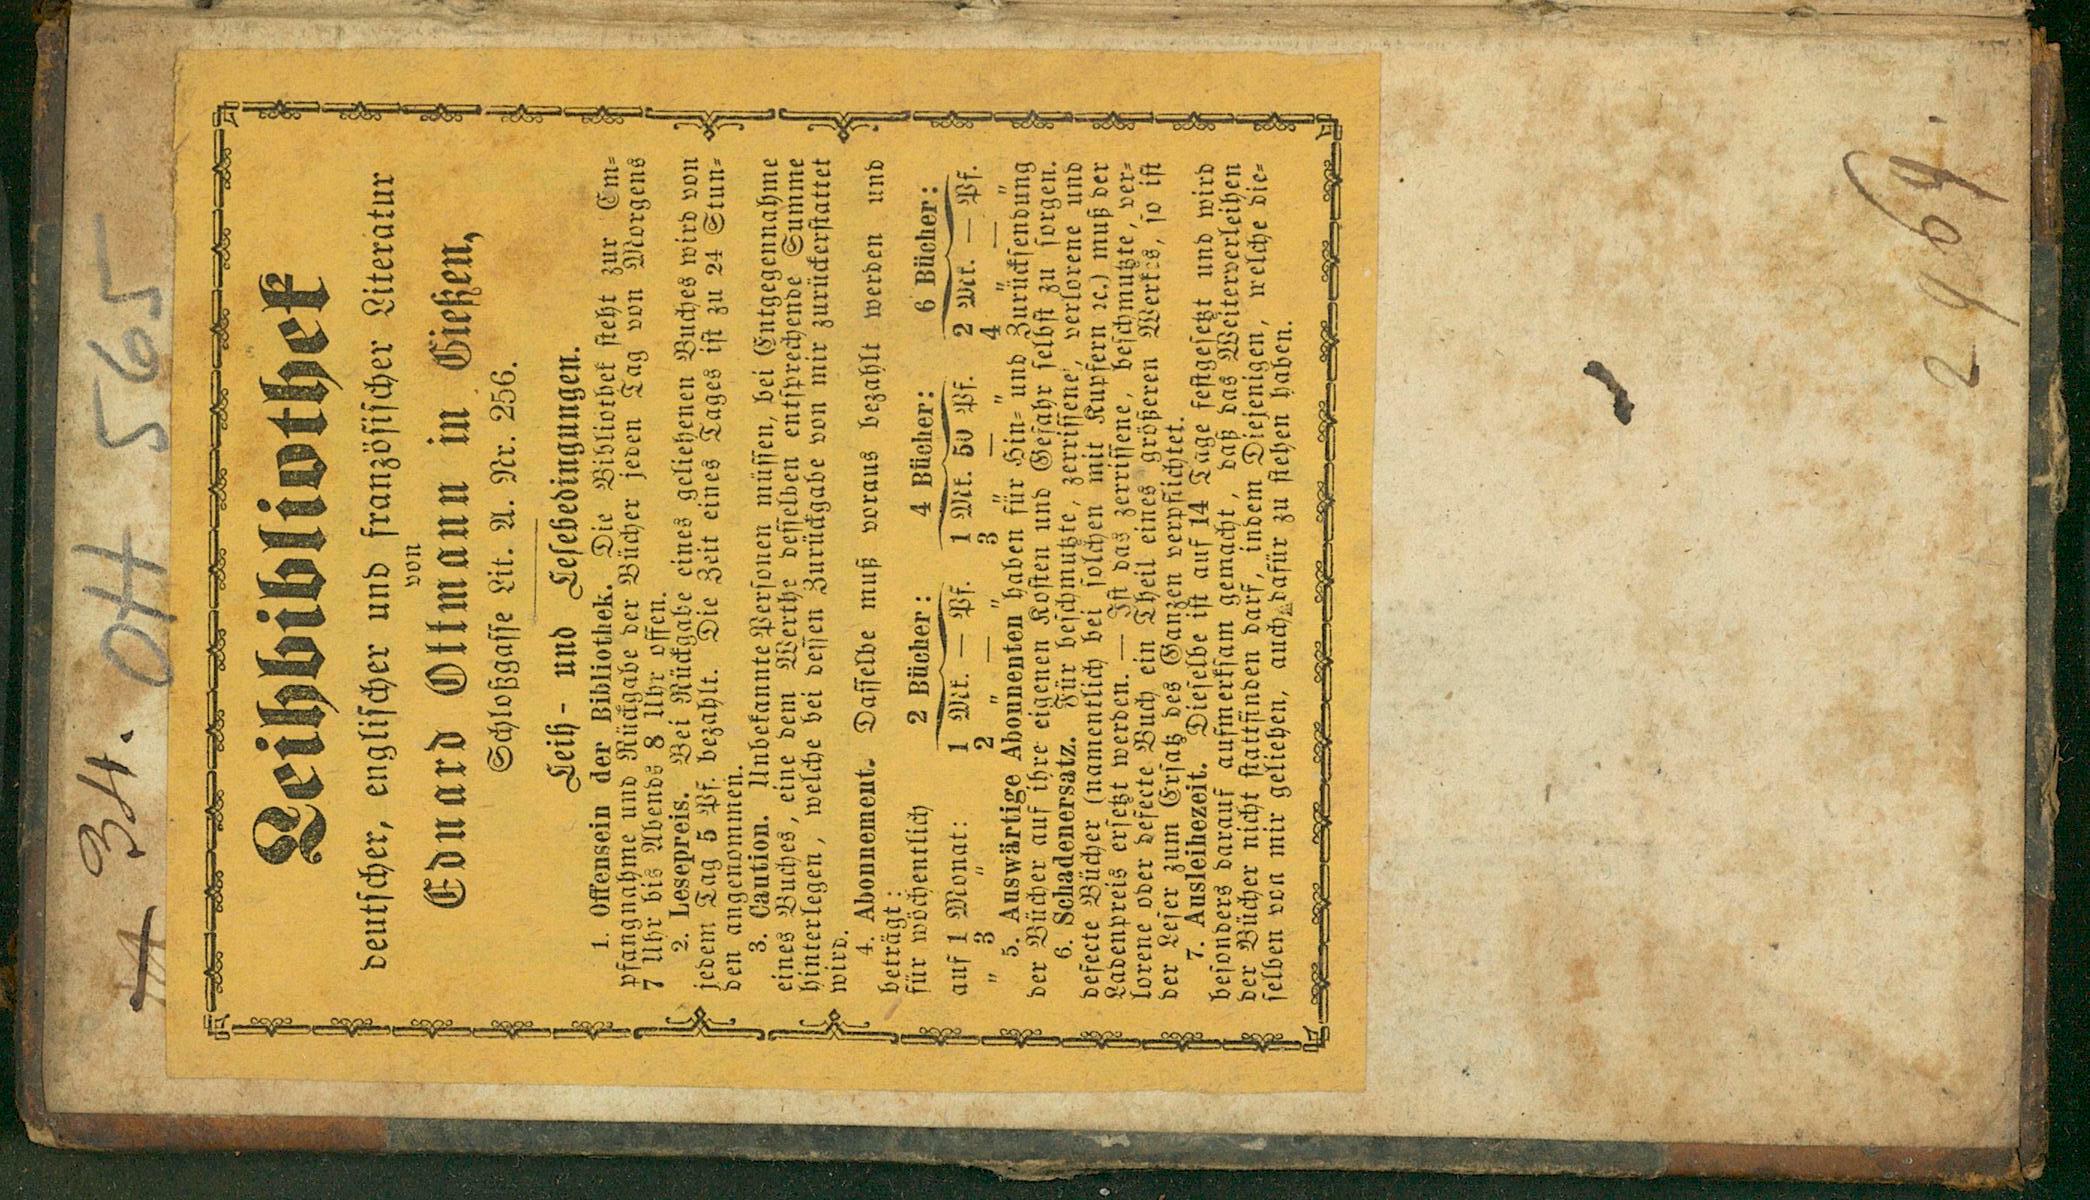 34. OH 565
Leihbibliothek
deutscher, englischer und französischer Literatur
von
Eduard Ottmann in Gießen,
Schloßgasse Lit. A. Nr. 256.
Leih- und Lesebedingungen.
1. Offensein der Bibliothek. Die Bibliothek steht zur Em-
pfangnahme und Rückgabe der Bücher jeden Tag von Morgens
7 Uhr bis Abends 8 Uhr offen.
2. Lesepreis. Bei Rückgabe eines geliehenen Buches wird von
jedem Tag 5 Pf. bezahlt. Die Zeit eines Tages ist zu 24 Stun-
den angenommen.
3. Caution. Unbekannte Personen müssen, bei Entgegennahme
eines Buches, eine dem Werthe desselben entsprechende Summe
hinterlegen, welche bei dessen Zurückgabe von mir zurückerstattet
wird.
4. Abonnement. Dasselbe muß voraus bezahlt werden und
beträgt:
für wöchentlich 2 Bücher: 4 Bücher: 6 Bücher:
auf 1 Monat: 1 Mk. — Pf. 1 Mk. 50 Pf. 2 Mk. — Pf.
" 3 " 2 " — " 3 " — " 4 " — "
5. Auswärtige Abonnenten haben für Hin- und Zurücksendung
der Bücher auf ihre eigenen Kosten und Gefahr selbst zu sorgen.
6. Schadenersatz. Für beschmutzte, zerrissene, verlorene und
defecte Bücher (namentlich bei solchen mit Kupfern ꝛc.) muß der
Ladenpreis ersetzt werden. — Ist das zerrissene, beschmutzte, ver-
lorene oder defecte Buch ein Theil eines größeren Werkes, so ist
der Leser zum Ersatz des Ganzen verpflichtet.
7. Ausleihezeit. Dieselbe ist auf 14 Tage festgesetzt und wird
besonders darauf aufmerksam gemacht, daß das Weiterverleihen
der Bücher nicht stattfinden darf, indem Diejenigen, welche die-
selben von mir geliehen, auch dafür zu stehen haben.
2969.